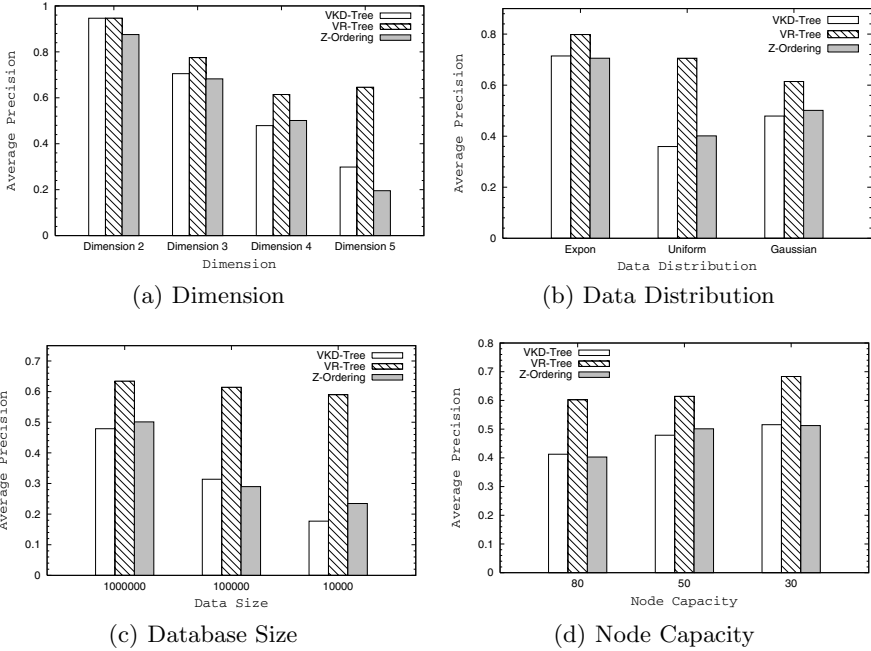 VKD-Tree
VR-Tree
Z-Ordering
1
0.8
0.6
0.4
0.2
0
Average Precision
Dimension 2 Dimension 3 Dimension 4 Dimension 5
Dimension
(a) Dimension
VKD-Tree
VR-Tree
Z-Ordering
0.8
0.6
0.4
0.2
0
Average Precision
Expon Uniform Gaussian
Data Distribution
(b) Data Distribution
VKD-Tree
VR-Tree
Z-Ordering
0.7
0.6
0.5
0.4
0.3
0.2
0.1
0
Average Precision
1000000 100000 10000
Data Size
(c) Database Size
VKD-Tree
VR-Tree
Z-Ordering
0.8
0.7
0.6
0.5
0.4
0.3
0.2
0.1
0
Average Precision
80 50 30
Node Capacity
(d) Node Capacity